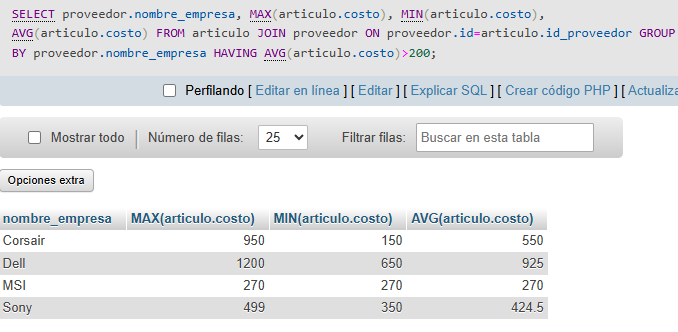 SELECT proveedor.nombre_empresa, MAX(articulo.costo), MIN(articulo.costo),
AVG(articulo.costo) FROM articulo JOIN proveedor ON proveedor.id=articulo.id_proveedor GROUP
BY proveedor.nombre_empresa HAVING AVG(articulo.costo)>200;
Perfilando [ Editar en línea ] [ Editar ] [ Explicar SQL ] [ Crear código PHP ] [ Actualiza
Mostrar todo Número de filas: 25 Filtrar filas: Buscar en esta tabla
Opciones extra
nombre_empresa MAX(articulo.costo) MIN(articulo.costo) AVG(articulo.costo)
Corsair 950 150 550
Dell 1200 650 925
MSI 270 270 270
Sony 499 350 424.5